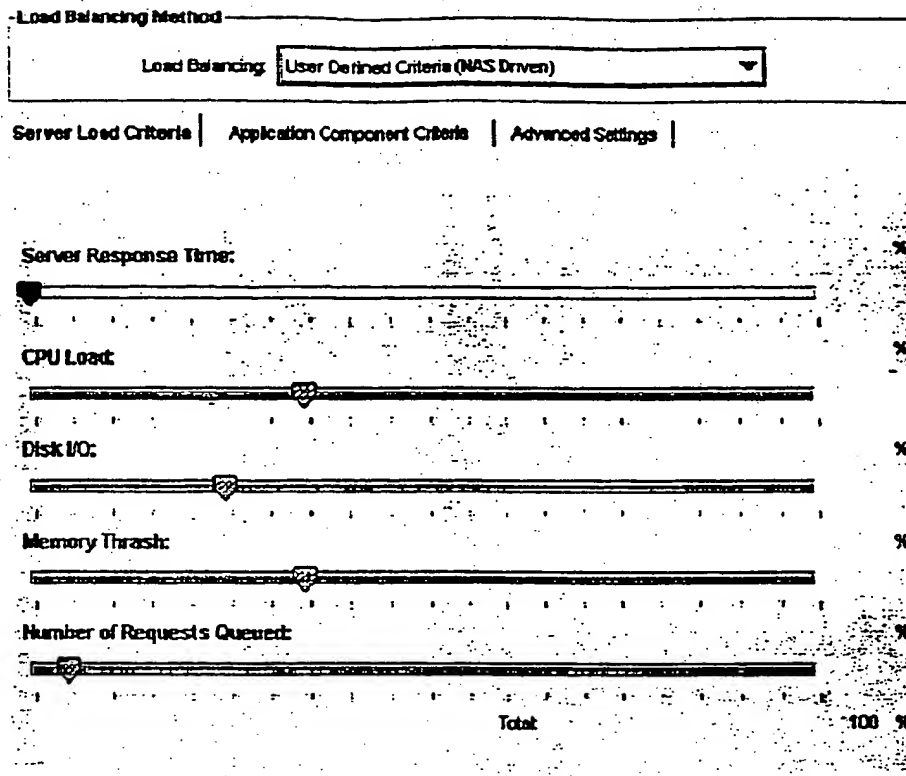 Load Balancing Method
Load Balancing: User Defined Criteria (NAS Driven)
Server Load Criteria Application Component Criteria Advanced Settings
Server Response Time: %
CPU Load: %
Disk I/O: %
Memory Thrash: %
Number of Requests Queued: %
Total: 100 %